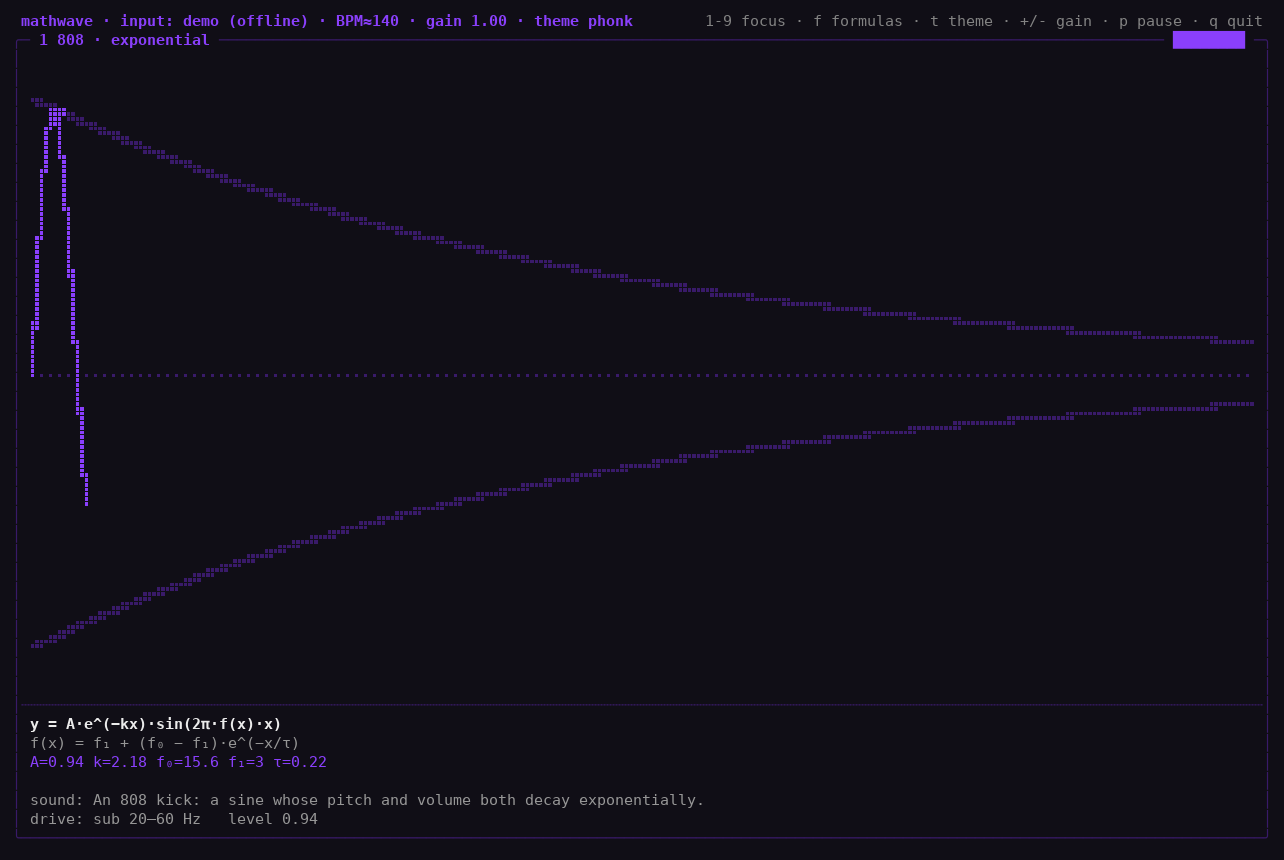 mathwave · input: demo (offline) · BPM≈140 · gain 1.00 · theme phonk 1-9 focus · f formulas · t theme · +/- gain · p pause · q quit
1 808 · exponential
y = A·e^(−kx)·sin(2π·f(x)·x)
f(x) = f₁ + (f₀ − f₁)·e^(−x/τ)
A=0.94 k=2.18 f₀=15.6 f₁=3 τ=0.22
sound: An 808 kick: a sine whose pitch and volume both decay exponentially.
drive: sub 20–60 Hz level 0.94